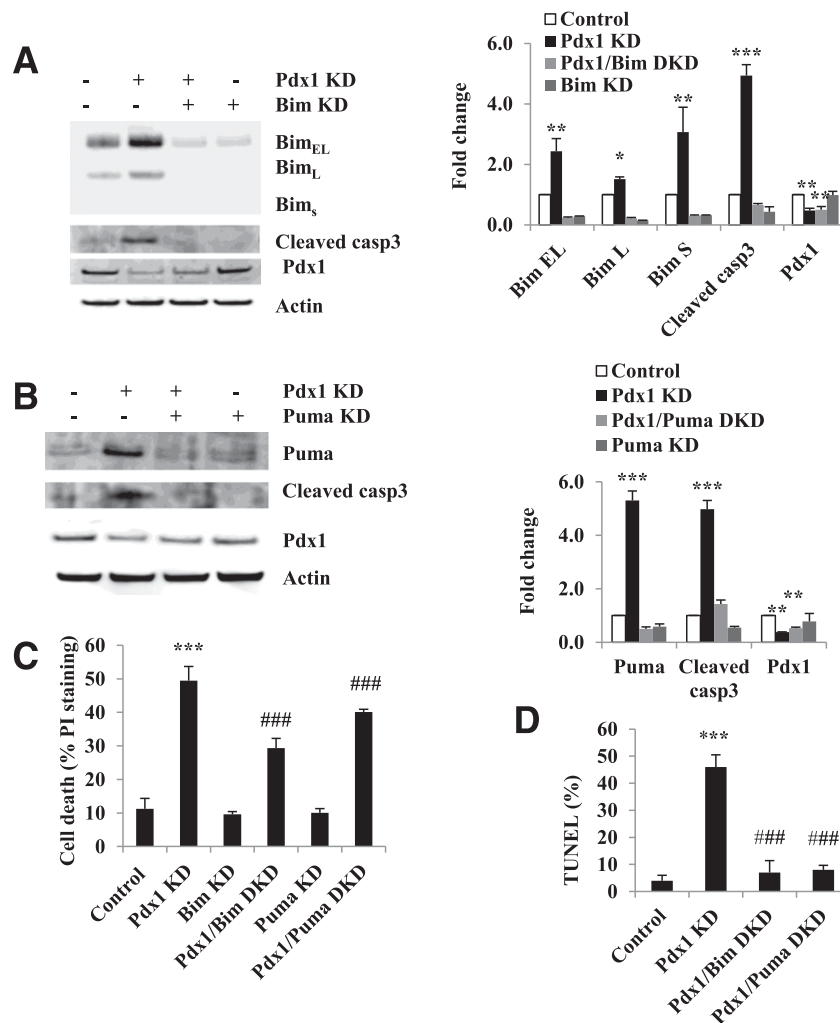 A
- + + - Pdx1 KD
- - + + Bim KD
BimEL
BimL
Bims
Cleaved casp3
Pdx1
Actin
Control
Pdx1 KD
Pdx1/Bim DKD
Bim KD
Fold change
6.0
4.0
2.0
0.0
**
*
**
***
**
**
Bim EL
Bim L
Bim S
Cleaved casp3
Pdx1
B
- + + - Pdx1 KD
- - + + Puma KD
Puma
Cleaved casp3
Pdx1
Actin
Control
Pdx1 KD
Pdx1/Puma DKD
Puma KD
Fold change
6.0
4.0
2.0
0.0
***
***
**
**
Puma
Cleaved
casp3
Pdx1
C
Cell death (% PI staining)
60
50
40
30
20
10
0
***
###
###
Control
Pdx1 KD
Bim KD
Pdx1/Bim DKD
Puma KD
Pdx1/Puma DKD
D
TUNEL (%)
60
50
40
30
20
10
0
***
###
###
Control
Pdx1 KD
Pdx1/Bim DKD
Pdx1/Puma DKD